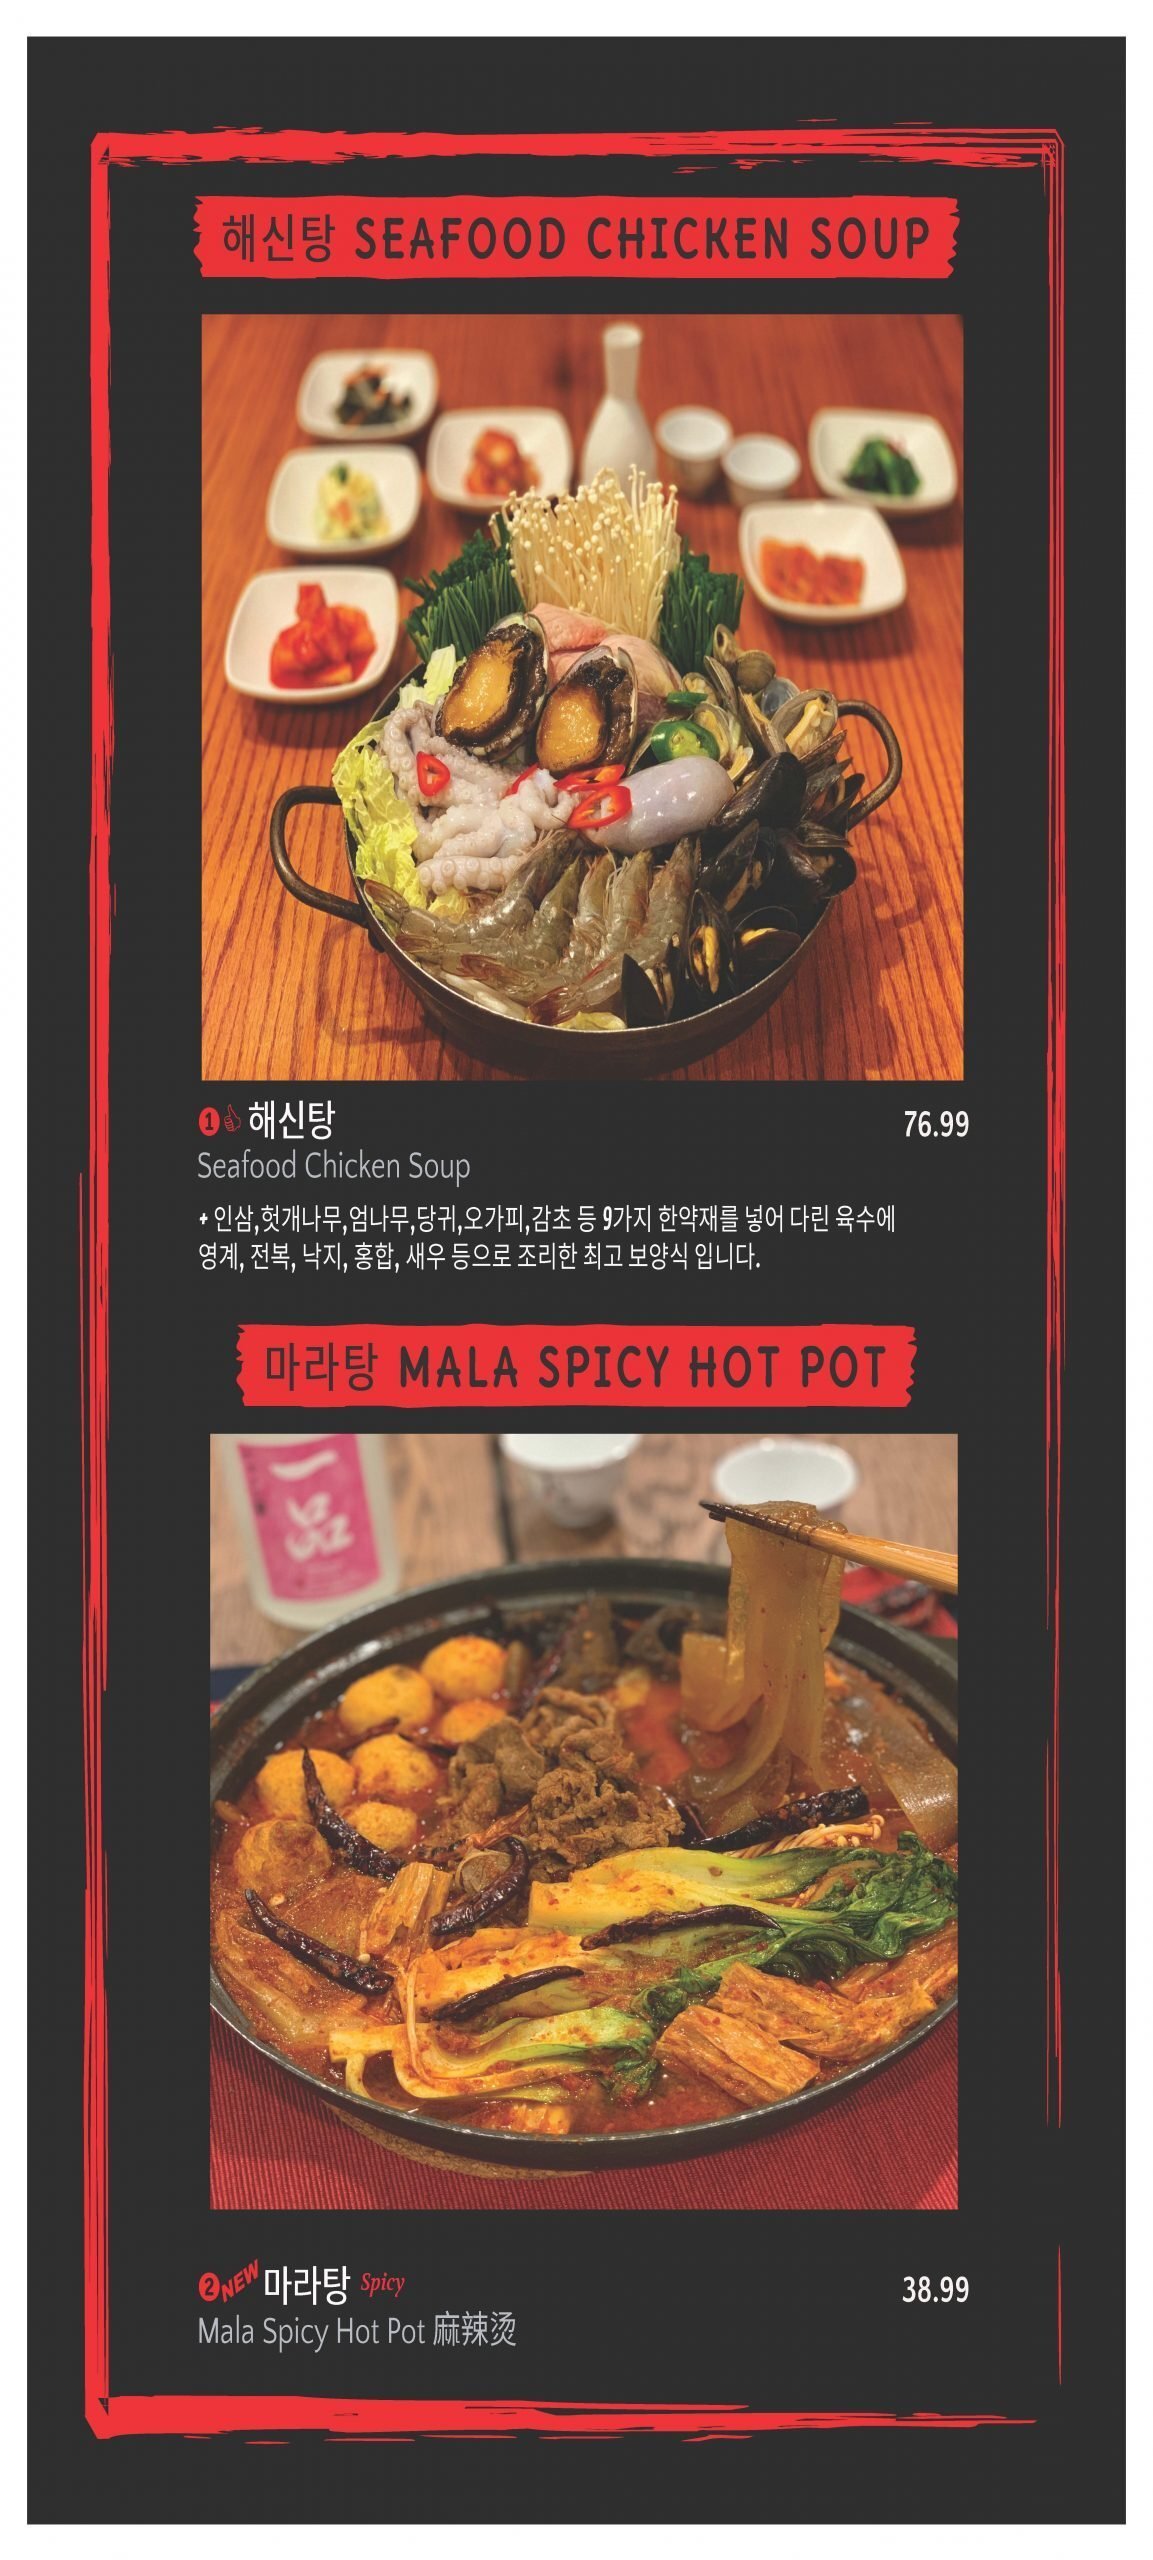 해신탕 SEAFOOD CHICKEN SOUP
一品
1 해신탕 76.99
Seafood Chicken Soup
+ 인삼,헛개나무,엄나무,당귀,오가피,감초 등 9가지 한약재를 넣어 다린 육수에
영계, 전복, 낙지, 홍합, 새우 등으로 조리한 최고 보양식 입니다.
마라탕 MALA SPICY HOT POT
2 NEW 마라탕 Spicy 38.99
Mala Spicy Hot Pot 麻辣烫